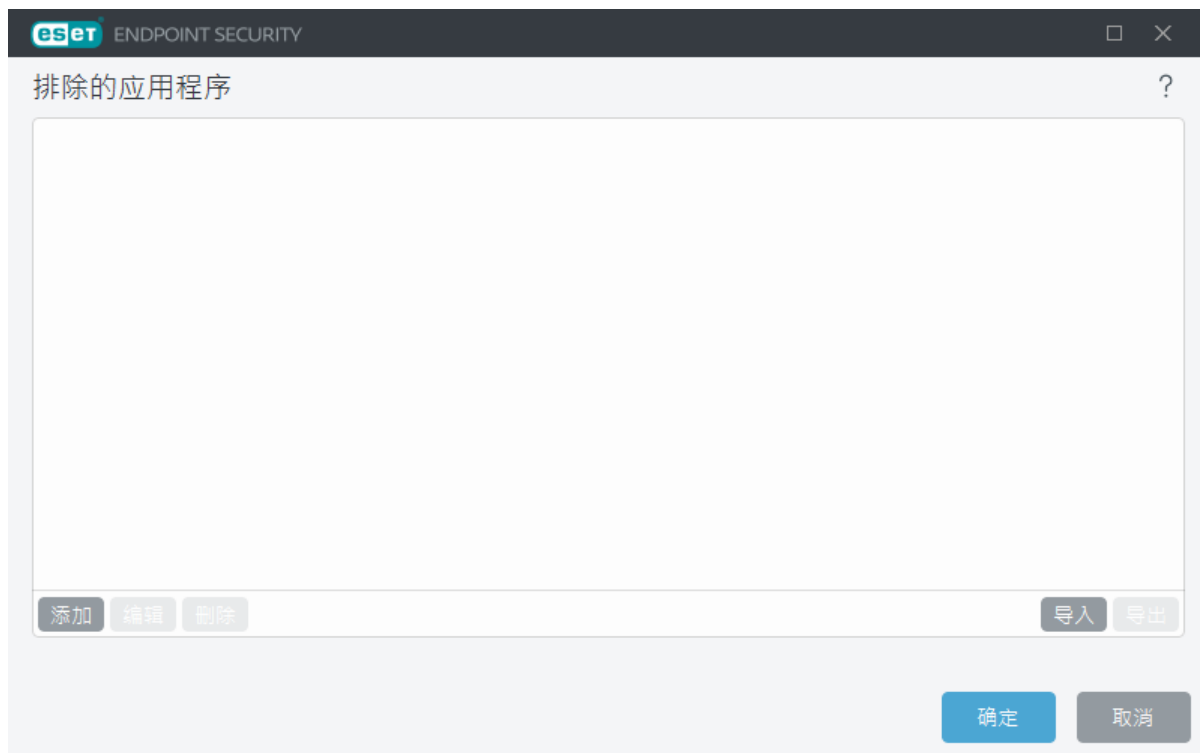 eset ENDPOINT SECURITY
排除的应用程序 ?
添加 编辑 删除 导入 导出
确定 取消